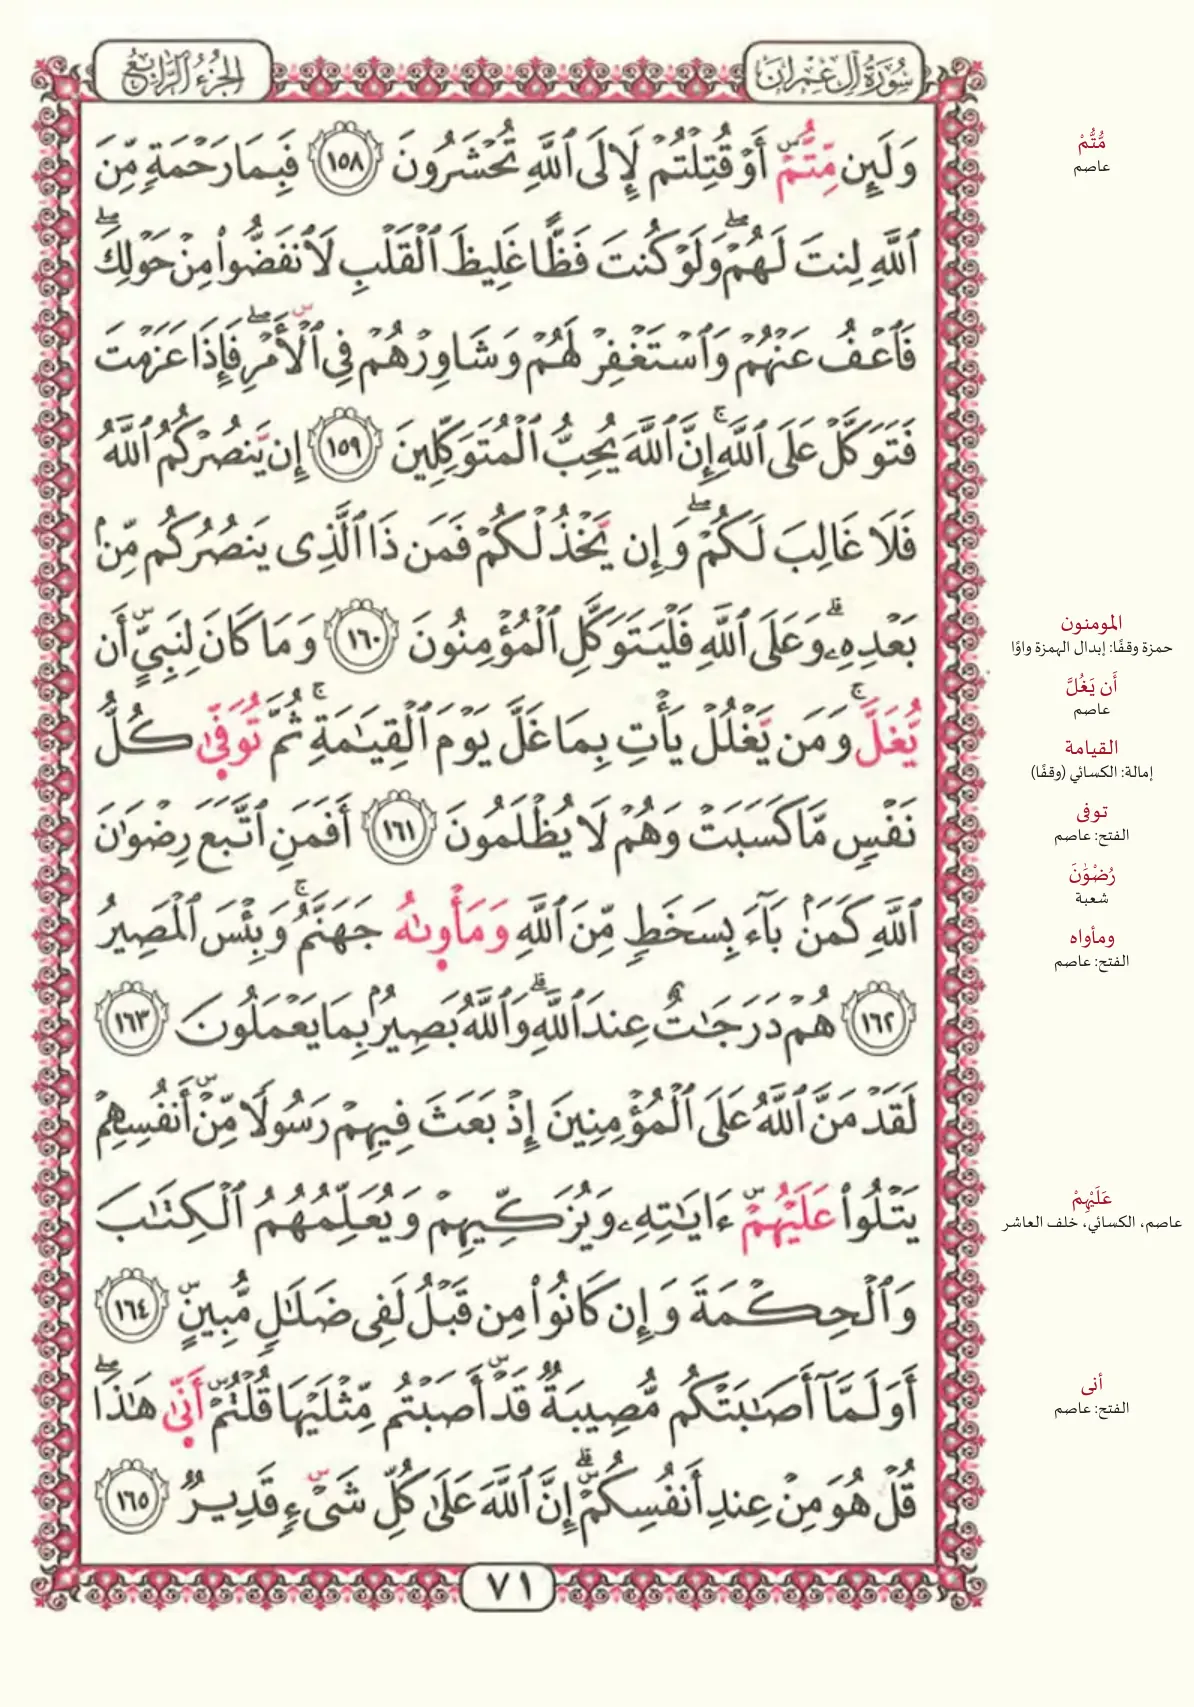 سُورَةُ آلِ عِمْرَانَ
الجُزءُ الرَّابِعُ
وَلَئِن مِّتُّمْ أَوْ قُتِلْتُمْ لَإِلَى ٱللَّهِ تُحْشَرُونَ ١٥٨ فَبِمَا رَحْمَةٍ مِّنَ
ٱللَّهِ لِنتَ لَهُمْ ۖ وَلَوْ كُنتَ فَظًّا غَلِيظَ ٱلْقَلْبِ لَٱنفَضُّوا۟ مِنْ حَوْلِكَ ۖ
فَٱعْفُ عَنْهُمْ وَٱسْتَغْفِرْ لَهُمْ وَشَاوِرْهُمْ فِى ٱلْأَمْرِ ۖ فَإِذَا عَزَمْتَ
فَتَوَكَّلْ عَلَى ٱللَّهِ ۚ إِنَّ ٱللَّهَ يُحِبُّ ٱلْمُتَوَكِّلِينَ ١٥٩ إِن يَنصُرْكُمُ ٱللَّهُ
فَلَا غَالِبَ لَكُمْ ۖ وَإِن يَخْذُلْكُمْ فَمَن ذَا ٱلَّذِى يَنصُرُكُم مِّنۢ
بَعْدِهِۦ ۗ وَعَلَى ٱللَّهِ فَلْيَتَوَكَّلِ ٱلْمُؤْمِنُونَ ١٦٠ وَمَا كَانَ لِنَبِىٍّ أَن
يُغَلَّ ۚ وَمَن يَغْلُلْ يَأْتِ بِمَا غَلَّ يَوْمَ ٱلْقِيَـٰمَةِ ۚ ثُمَّ تُوَفَّىٰ كُلُّ
نَفْسٍ مَّا كَسَبَتْ وَهُمْ لَا يُظْلَمُونَ ١٦١ أَفَمَنِ ٱتَّبَعَ رِضْوَٰنَ
ٱللَّهِ كَمَنۢ بَآءَ بِسَخَطٍ مِّنَ ٱللَّهِ وَمَأْوَىٰهُ جَهَنَّمُ ۚ وَبِئْسَ ٱلْمَصِيرُ
١٦٢ هُمْ دَرَجَـٰتٌ عِندَ ٱللَّهِ ۗ وَٱللَّهُ بَصِيرٌۢ بِمَا يَعْمَلُونَ ١٦٣
لَقَدْ مَنَّ ٱللَّهُ عَلَى ٱلْمُؤْمِنِينَ إِذْ بَعَثَ فِيهِمْ رَسُولًا مِّنْ أَنفُسِهِمْ
يَتْلُوا۟ عَلَيْهُمْ ءَايَـٰتِهِۦ وَيُزَكِّيهِمْ وَيُعَلِّمُهُمُ ٱلْكِتَـٰبَ
وَٱلْحِكْمَةَ وَإِن كَانُوا۟ مِن قَبْلُ لَفِى ضَلَـٰلٍ مُّبِينٍ ١٦٤
أَوَلَمَّآ أَصَـٰبَتْكُم مُّصِيبَةٌ قَدْ أَصَبْتُم مِّثْلَيْهَا قُلْتُمْ أَنَّىٰ هَـٰذَا ۖ
قُلْ هُوَ مِنْ عِندِ أَنفُسِكُمْ ۗ إِنَّ ٱللَّهَ عَلَىٰ كُلِّ شَىْءٍ قَدِيرٌ ١٦٥
٧١
مُّتُّمْ
عاصم
المومنون
حمزة وقفًا: إبدال الهمزة واوًا
أَن يَغُلَّ
عاصم
القيامة
إمالة: الكسائي (وقفًا)
توفى
الفتح: عاصم
رُضْوَٰنَ
شعبة
ومأواه
الفتح: عاصم
عَلَيْهِمْ
عاصم، الكسائي، خلف العاشر
أنى
الفتح: عاصم